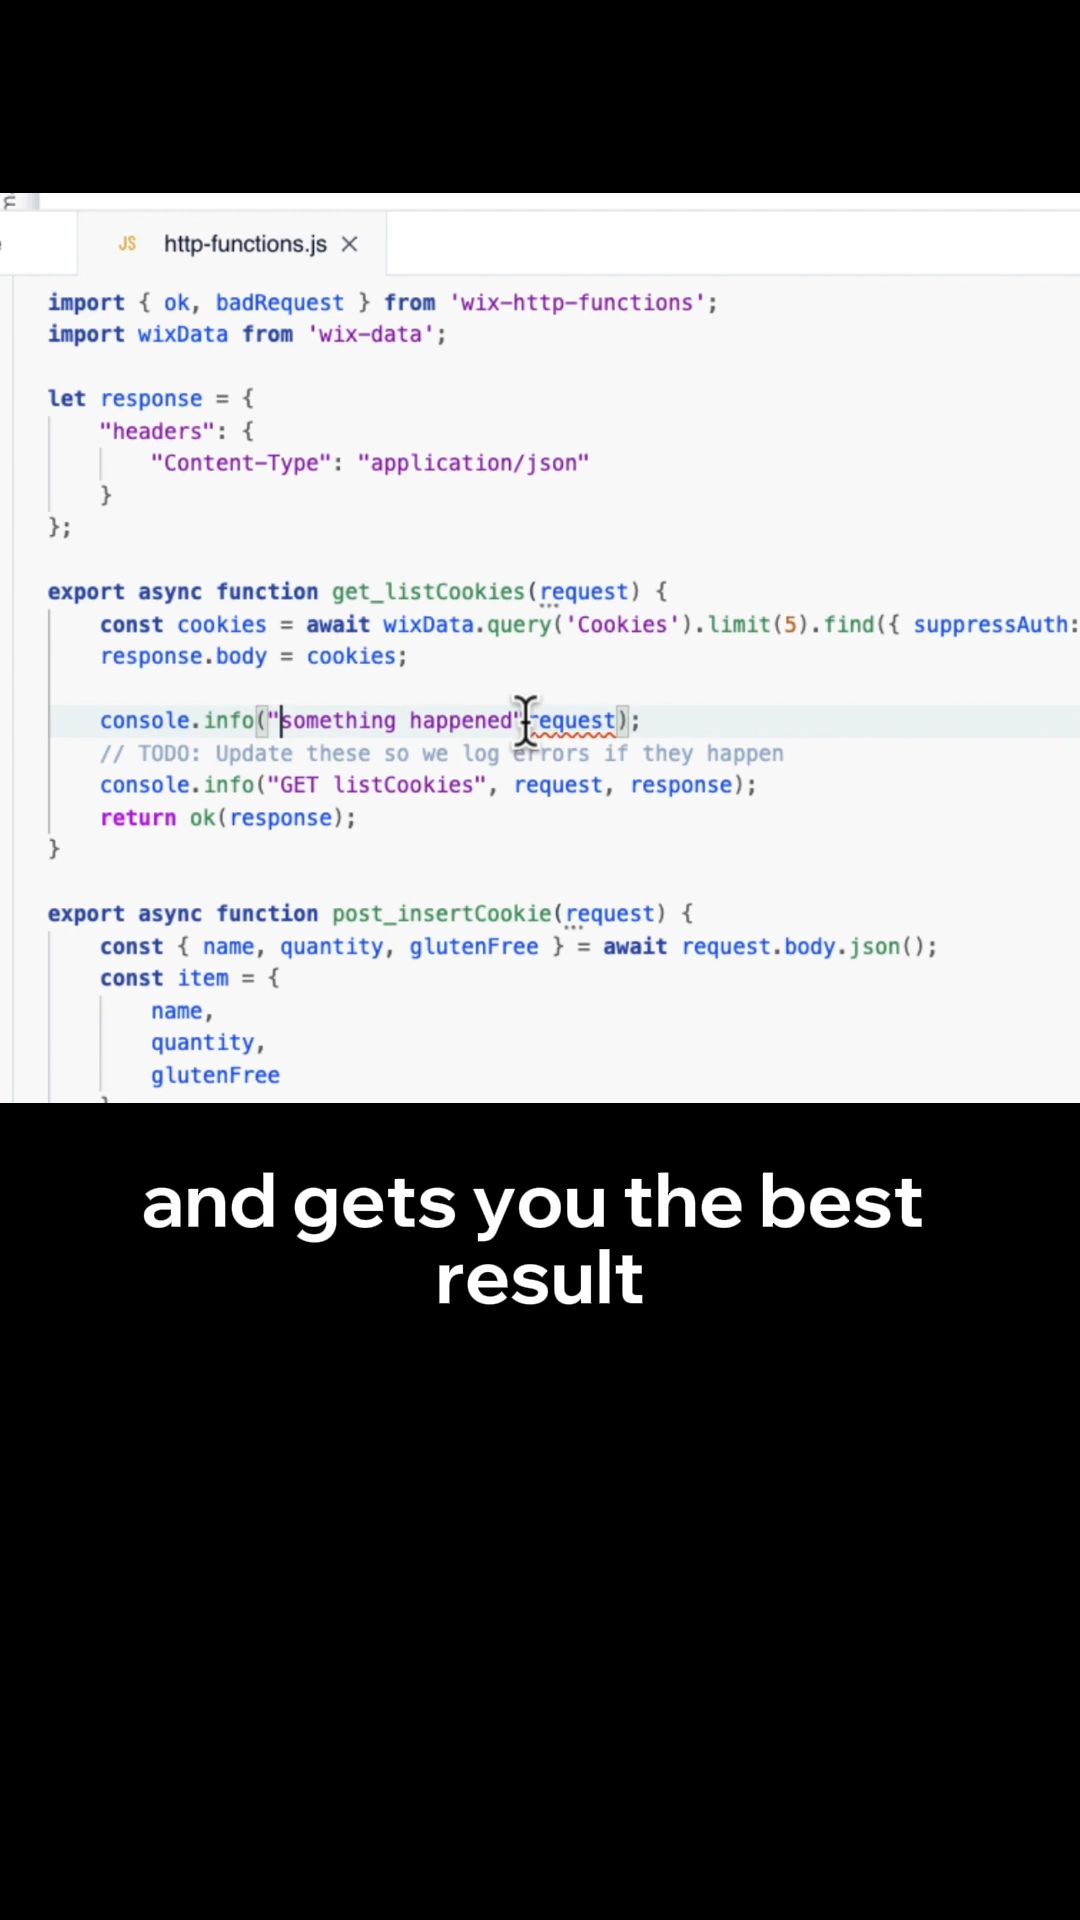 JS http-functions.js
import { ok, badRequest } from 'wix-http-functions';
import wixData from 'wix-data';
let response = {
"headers": {
"Content-Type": "application/json"
}
};
export async function get_listCookies(request) {
const cookies = await wixData.query('Cookies').limit(5).find({ suppressAuth:
response.body = cookies;
console.info("something happened" request);
// TODO: Update these so we log errors if they happen
console.info("GET listCookies", request, response);
return ok(response);
}
export async function post_insertCookie(request) {
const { name, quantity, glutenFree } = await request.body.json();
const item = {
name,
quantity,
glutenFree
and gets you the best
result